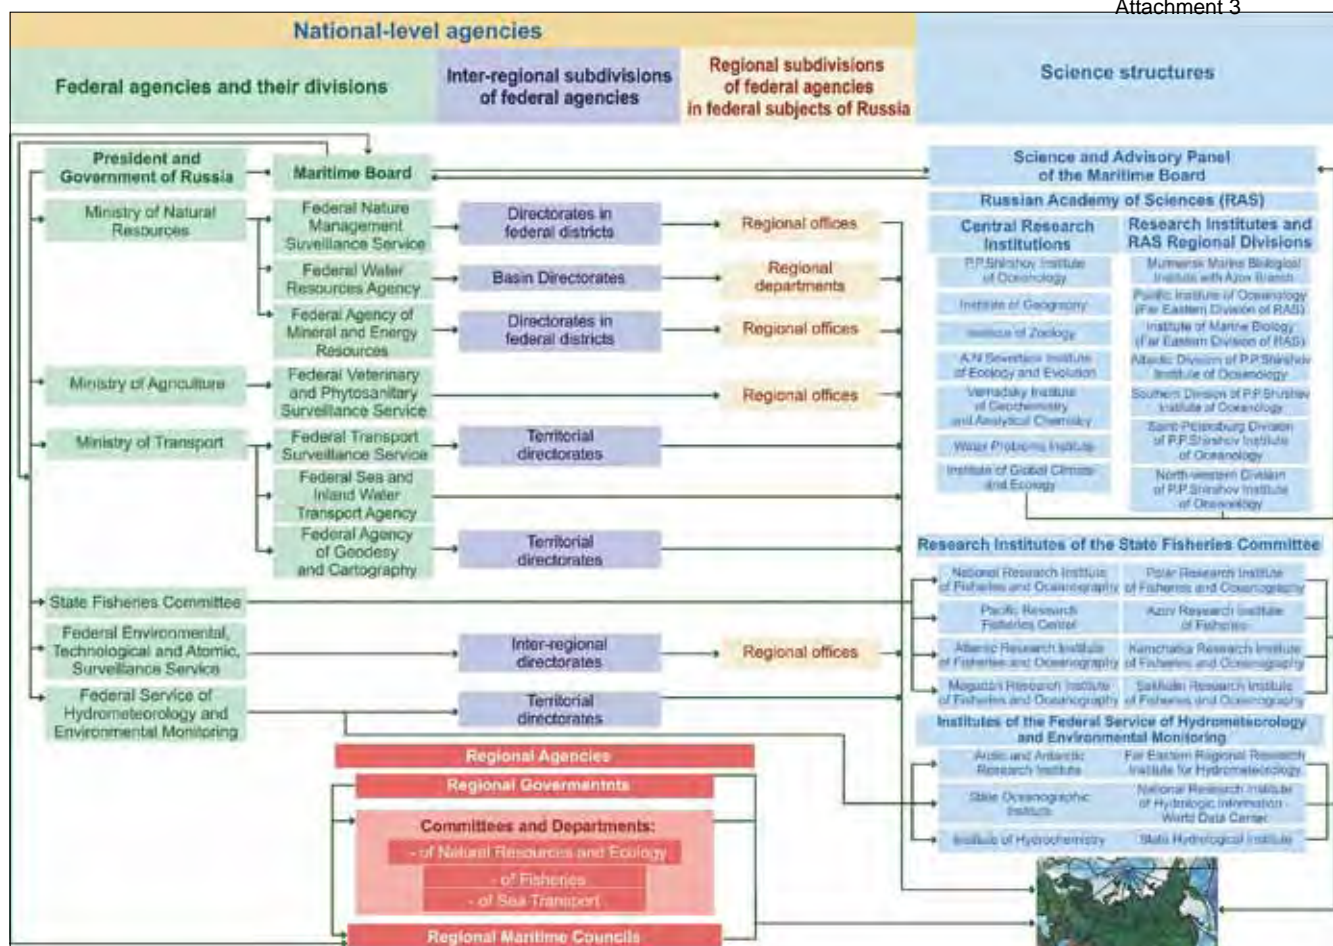 Attachment 3
National-level agencies
Federal agencies and their divisions
Inter-regional subdivisions
of federal agencies
Regional subdivisions
of federal agencies
in federal subjects of Russia
Science structures
President and
Government of Russia
Maritime Board
Science and Advisory Panel
of the Maritime Board
Ministry of Natural
Resources
Federal Nature
Management
Surveillance Service
Directorates in
federal districts
Regional offices
Federal Water
Resources Agency
Basin Directorates
Regional
departments
Federal Agency of
Mineral and Energy
Resources
Directorates in
federal districts
Regional offices
Ministry of Agriculture
Federal Veterinary
and Phytosanitary
Surveillance Service
Regional offices
Ministry of Transport
Federal Transport
Surveillance Service
Territorial
directorates
Federal Sea and
Inland Water
Transport Agency
Federal Agency
of Geodesy
and Cartography
Territorial
directorates
State Fisheries Committee
Federal Environmental,
Technological and Atomic,
Surveillance Service
Inter-regional
directorates
Regional offices
Federal Service of
Hydrometeorology and
Environmental Monitoring
Territorial
directorates
Russian Academy of Sciences (RAS)
Central Research
Institutions
P.P.Shirshov Institute
of Oceanology
Institute of Geography
Institute of Zoology
A.N.Severtsov Institute
of Ecology and Evolution
Vernadsky Institute
of Geochemistry
and Analytical Chemistry
Water Problems Institute
Institute of Global Climate
and Ecology
Research Institutes and
RAS Regional Divisions
Murmansk Marine Biological
Institute with Azov Branch
Pacific Institute of Oceanology
(Far Eastern Division of RAS)
Institute of Marine Biology
(Far Eastern Division of RAS)
Atlantic Division of P.P.Shirshov
Institute of Oceanology
Southern Division of P.P.Shirshov
Institute of Oceanology
Saint-Petersburg Division
of P.P.Shirshov Institute
of Oceanology
North-western Division
of P.P.Shirshov Institute
of Oceanology
Research Institutes of the State Fisheries Committee
National Research Institute
of Fisheries and Oceanography
Polar Research Institute
of Fisheries and Oceanography
Pacific Research
Fisheries Center
Azov Research Institute
of Fisheries
Atlantic Research Institute
of Fisheries and Oceanography
Kamchatka Research Institute
of Fisheries and Oceanography
Magadan Research Institute
of Fisheries and Oceanography
Sakhalin Research Institute
of Fisheries and Oceanography
Institutes of the Federal Service of Hydrometeorology
and Environmental Monitoring
Arctic and Antarctic
Research Institute
Far Eastern Regional Research
Institute for Hydrometeorology
State Oceanographic
Institute
National Research Institute
of Hydrologic Information -
World Data Center
Institute of Hydrochemistry
State Hydrological Institute
Regional Agencies
Regional Govermantnts
Committees and Departments:
- of Natural Resources and Ecology
- of Fisheries
- of Sea Transport
Regional Maritime Councils